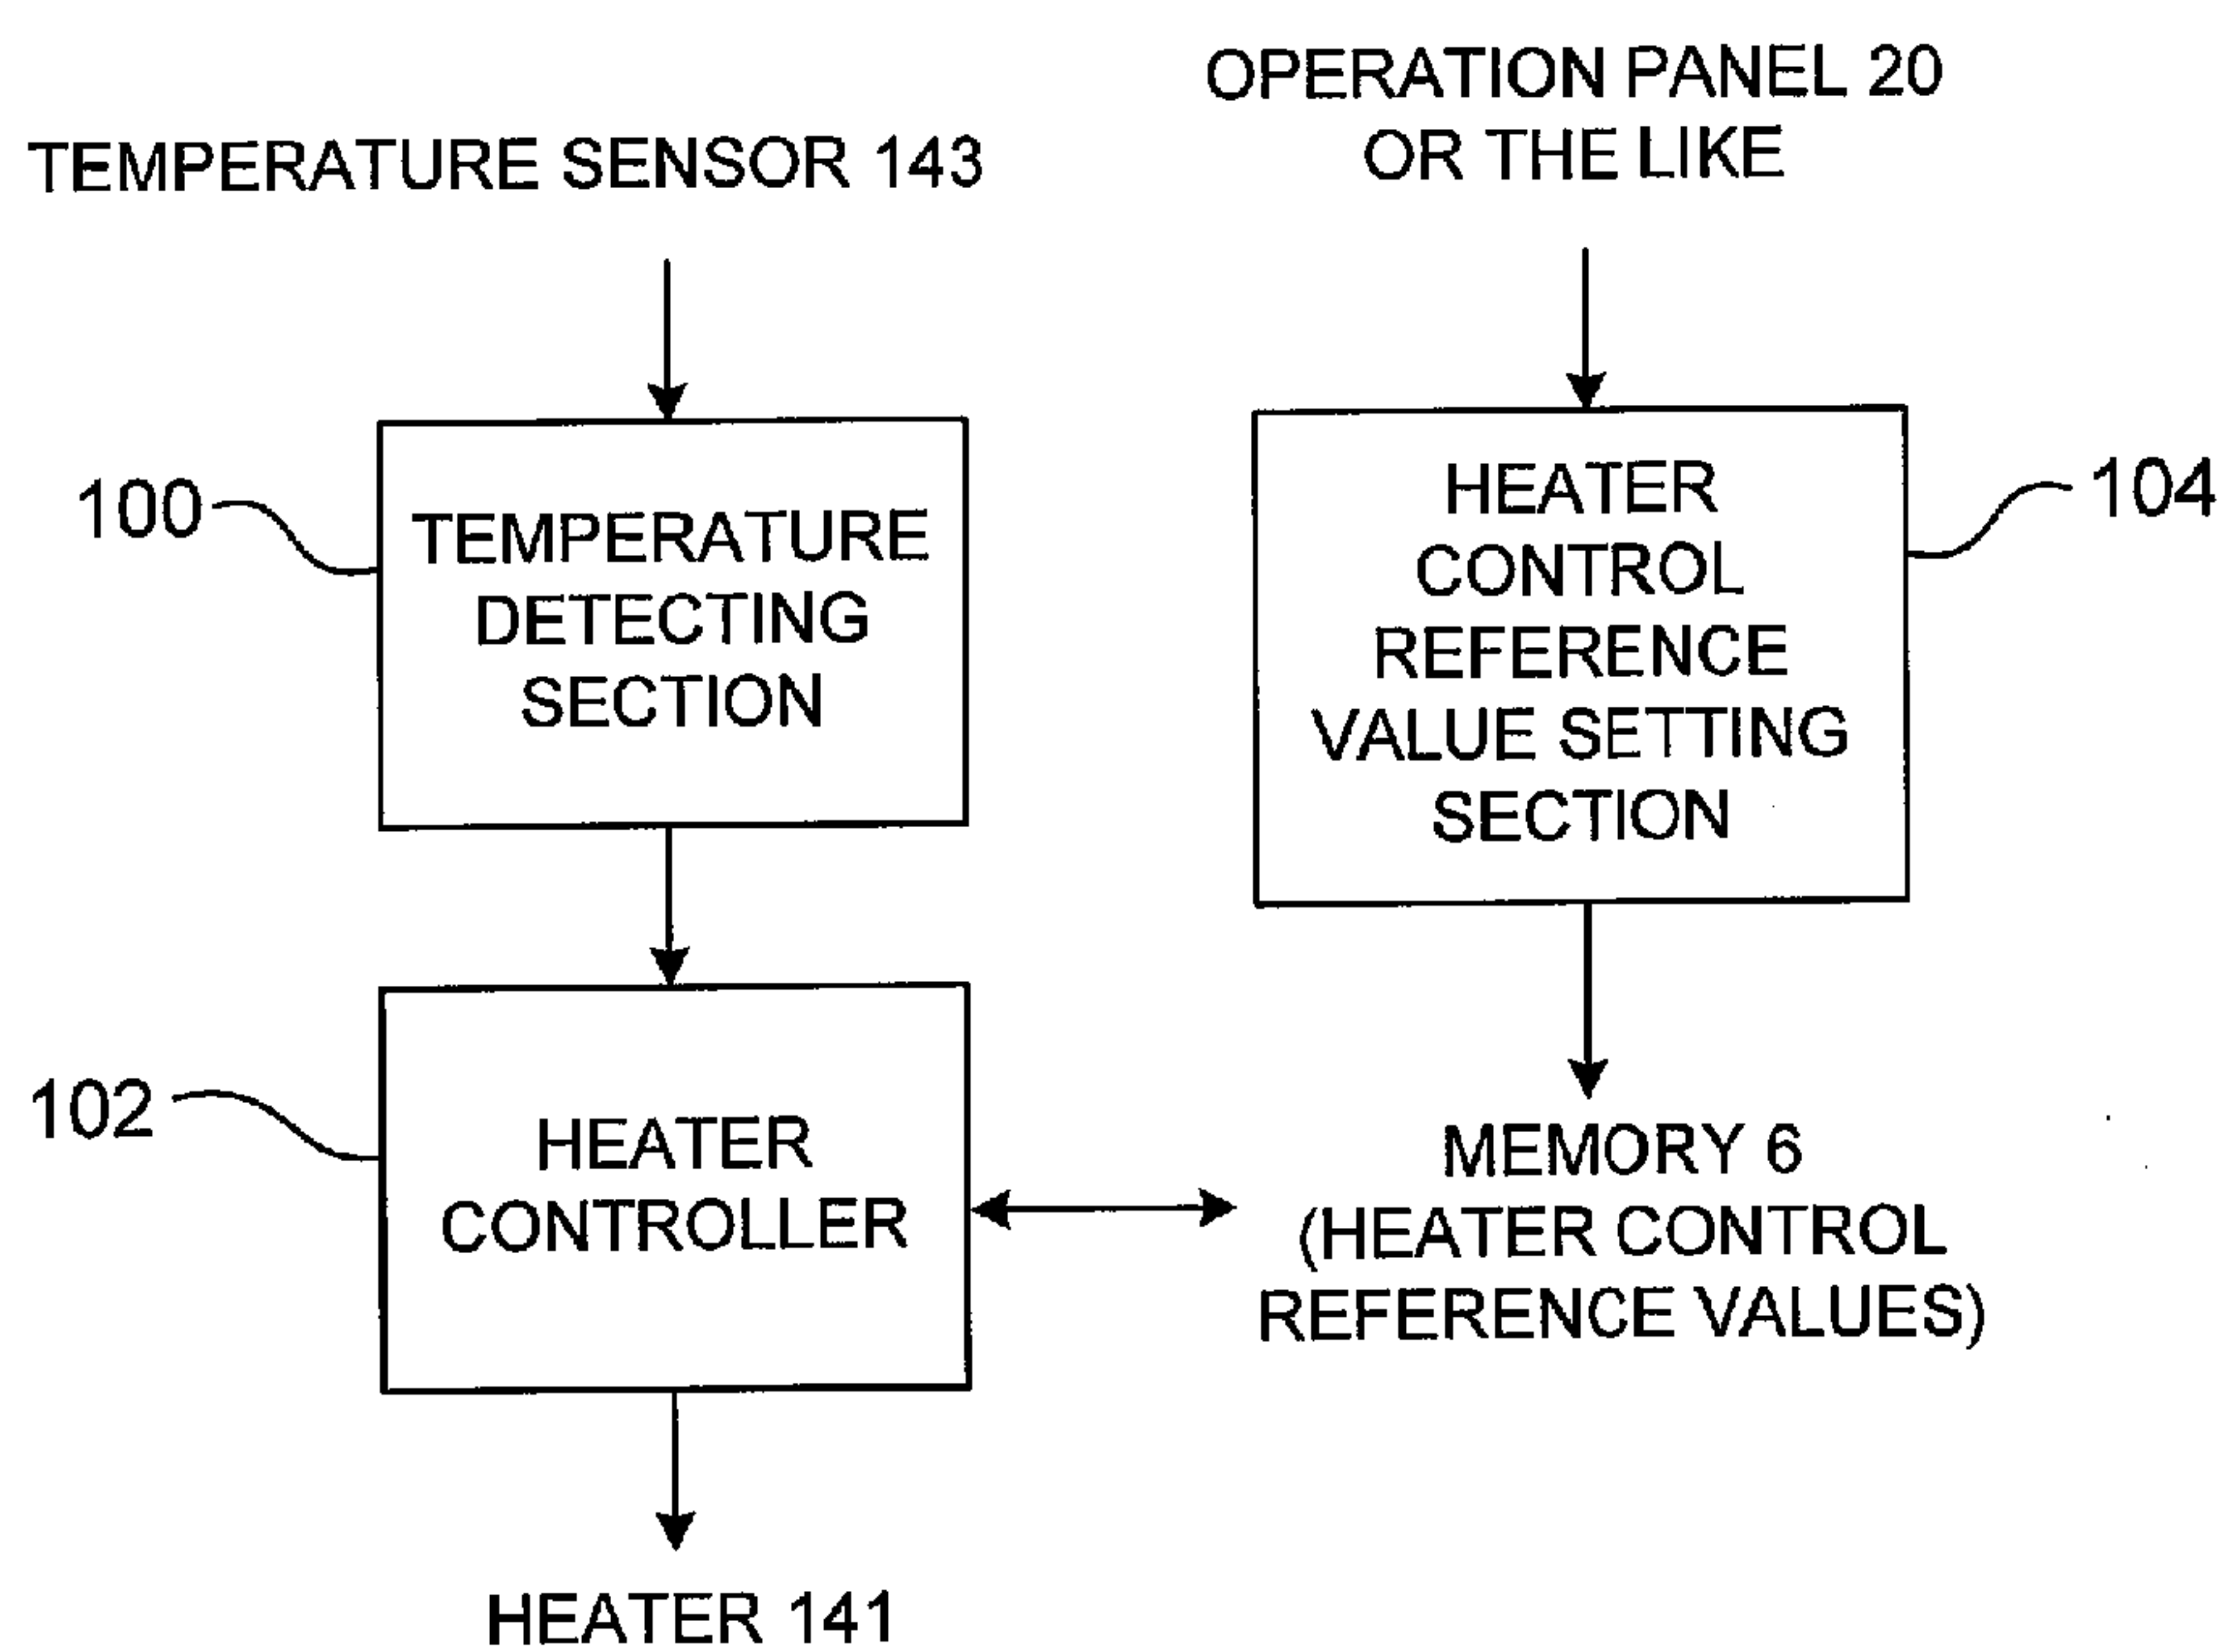 OPERATION PANEL 20
OR THE LIKE
TEMPERATURE SENSOR 143
100
TEMPERATURE
DETECTING
SECTION
HEATER
CONTROL
REFERENCE
VALUE SETTING
SECTION
104
102
HEATER
CONTROLLER
MEMORY 6
(HEATER CONTROL
REFERENCE VALUES)
HEATER 141